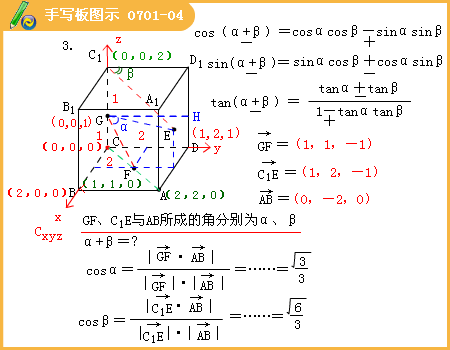 手写板图示 0701-04
cos(α±β)=cosαcosβ∓sinαsinβ
sin(α±β)=sinαcosβ±cosαsinβ
tan(α±β)=(tanα±tanβ)/(1∓tanαtanβ)
3.
z
C₁ (0,0,2)
β
D₁
B₁ 1 A₁
G H
(0,0,1) α E (1,2,1)
1 2
(0,0,0) C D y
2 F
(1,1,0)
(2,0,0) B A (2,2,0)
x
Cxyz
GF⃗=(1,1,-1)
C₁E⃗=(1,2,-1)
AB⃗=(0,-2,0)
GF、C₁E与AB所成的角分别为α、β
α+β=?
cosα=|GF⃗·AB⃗|/(|GF⃗|·|AB⃗|)=……=√3/3
cosβ=|C₁E⃗·AB⃗|/(|C₁E⃗|·|AB⃗|)=……=√6/3